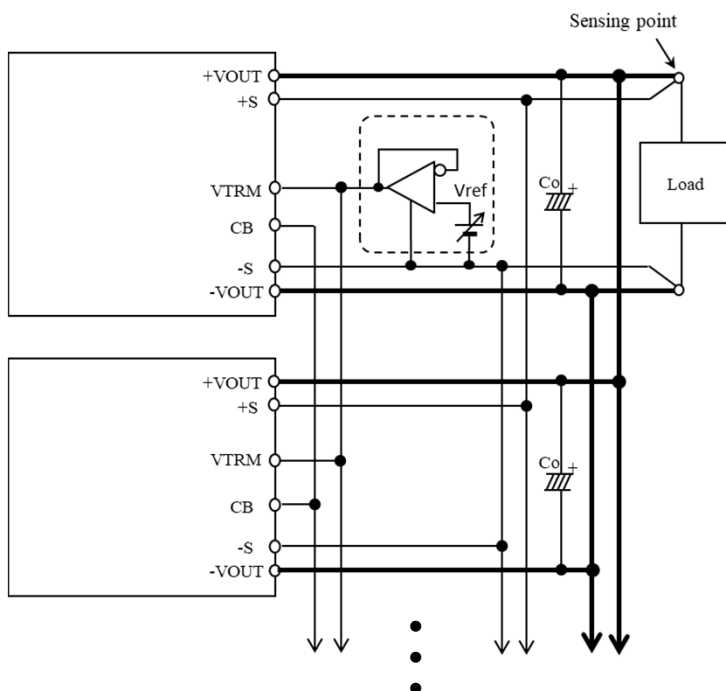 Sensing point
+VOUT
+S
VTRM
Vref
Co
+
Load
CB
-S
-VOUT
+VOUT
+S
VTRM
Co
+
CB
-S
-VOUT